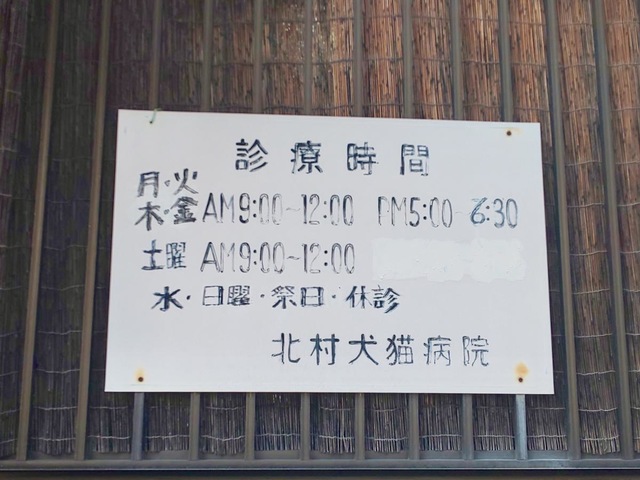 診療時間
月・火
木・金 AM9:00~12:00 PM5:00~6:30
土曜 AM9:00~12:00
水・日曜・祭日・休診
北村犬猫病院